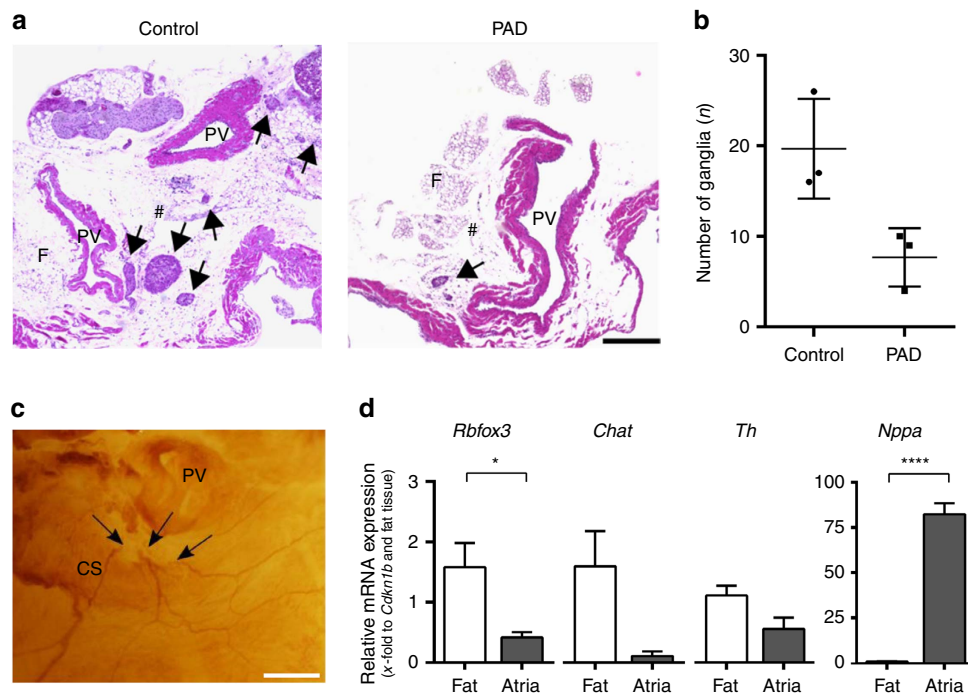 a
Control
PAD
PV
PV
F
#
F
#
PV
b
Number of ganglia (n)
30
20
10
0
Control
PAD
c
PV
CS
d
Rbfox3
Chat
Th
Nppa
*
****
Relative mRNA expression
(x-fold to Cdkn1b and fat tissue)
3
2
1
0
100
75
50
25
0
Fat
Atria
Fat
Atria
Fat
Atria
Fat
Atria